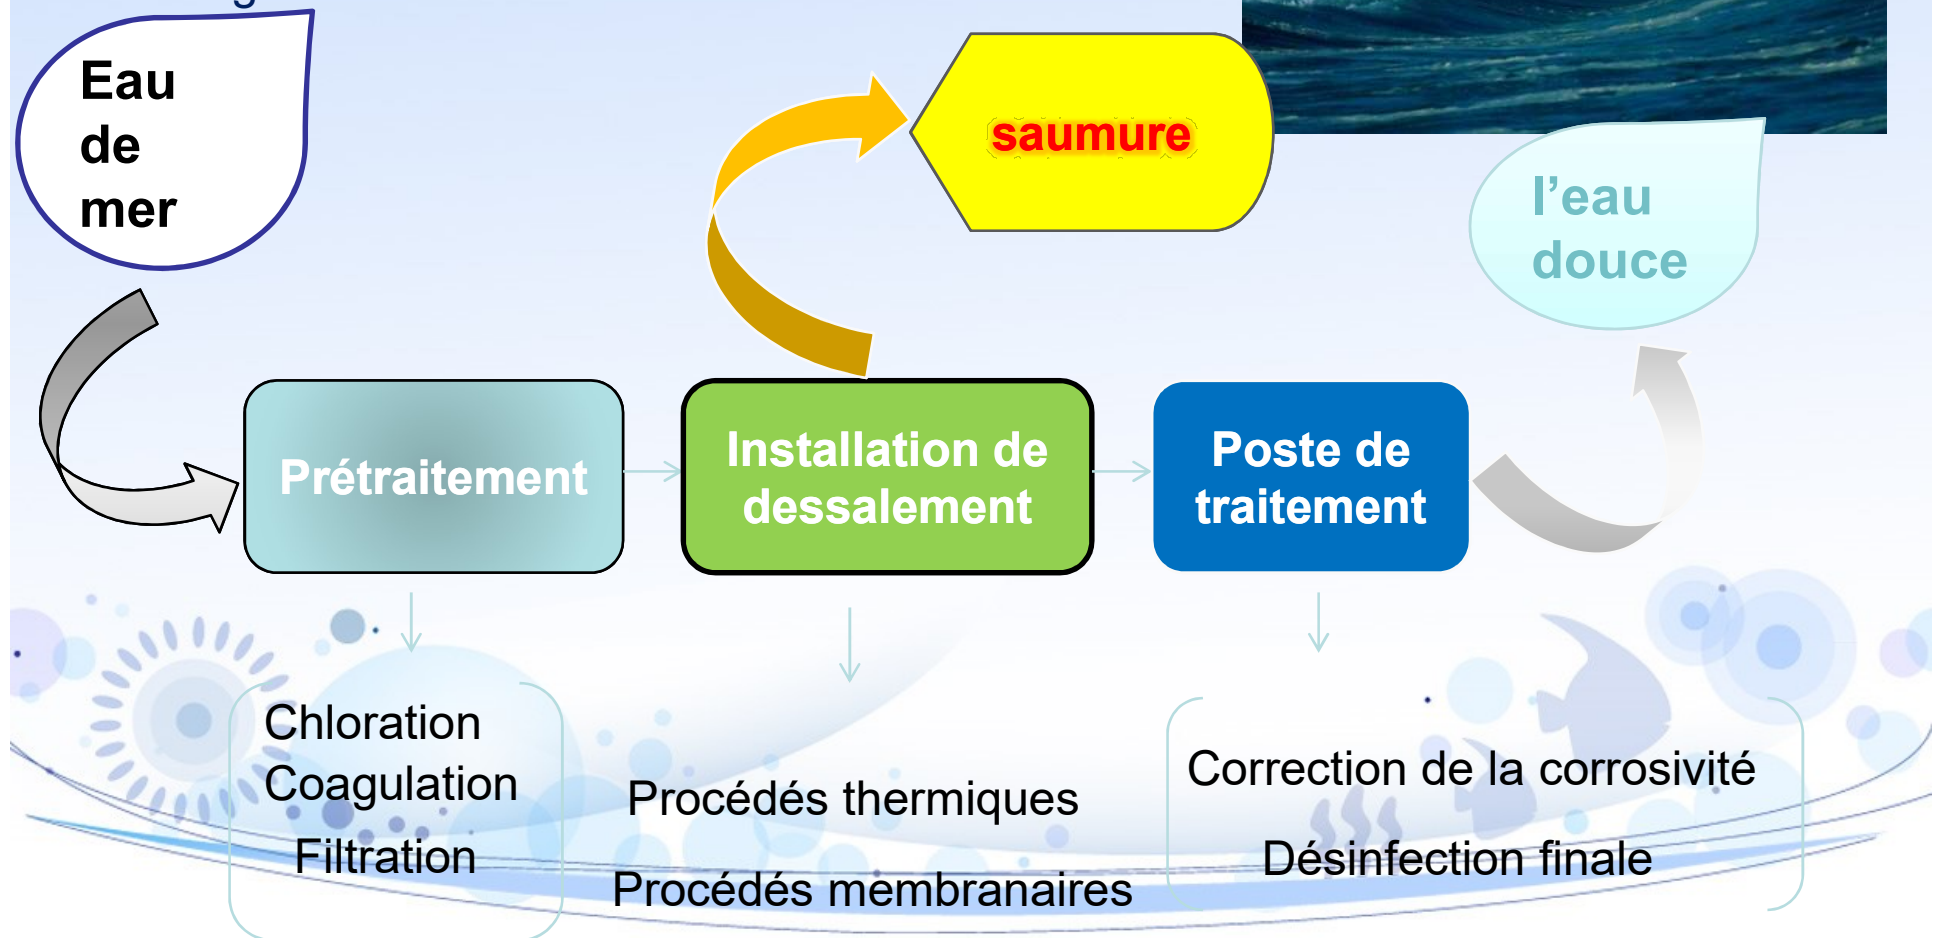 Eau
de
mer
saumure
l’eau
douce
Prétraitement
Installation de
dessalement
Poste de
traitement
Chloration
Coagulation
Filtration
Procédés thermiques
Procédés membranaires
Correction de la corrosivité
Désinfection finale